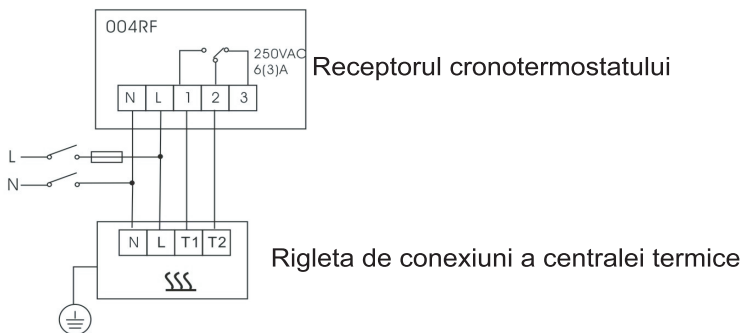 004RF
250VAC
6(3)A
Receptorul cronotermostatului
N L 1 2 3
L
N
N L T1 T2
Rigleta de conexiuni a centralei termice